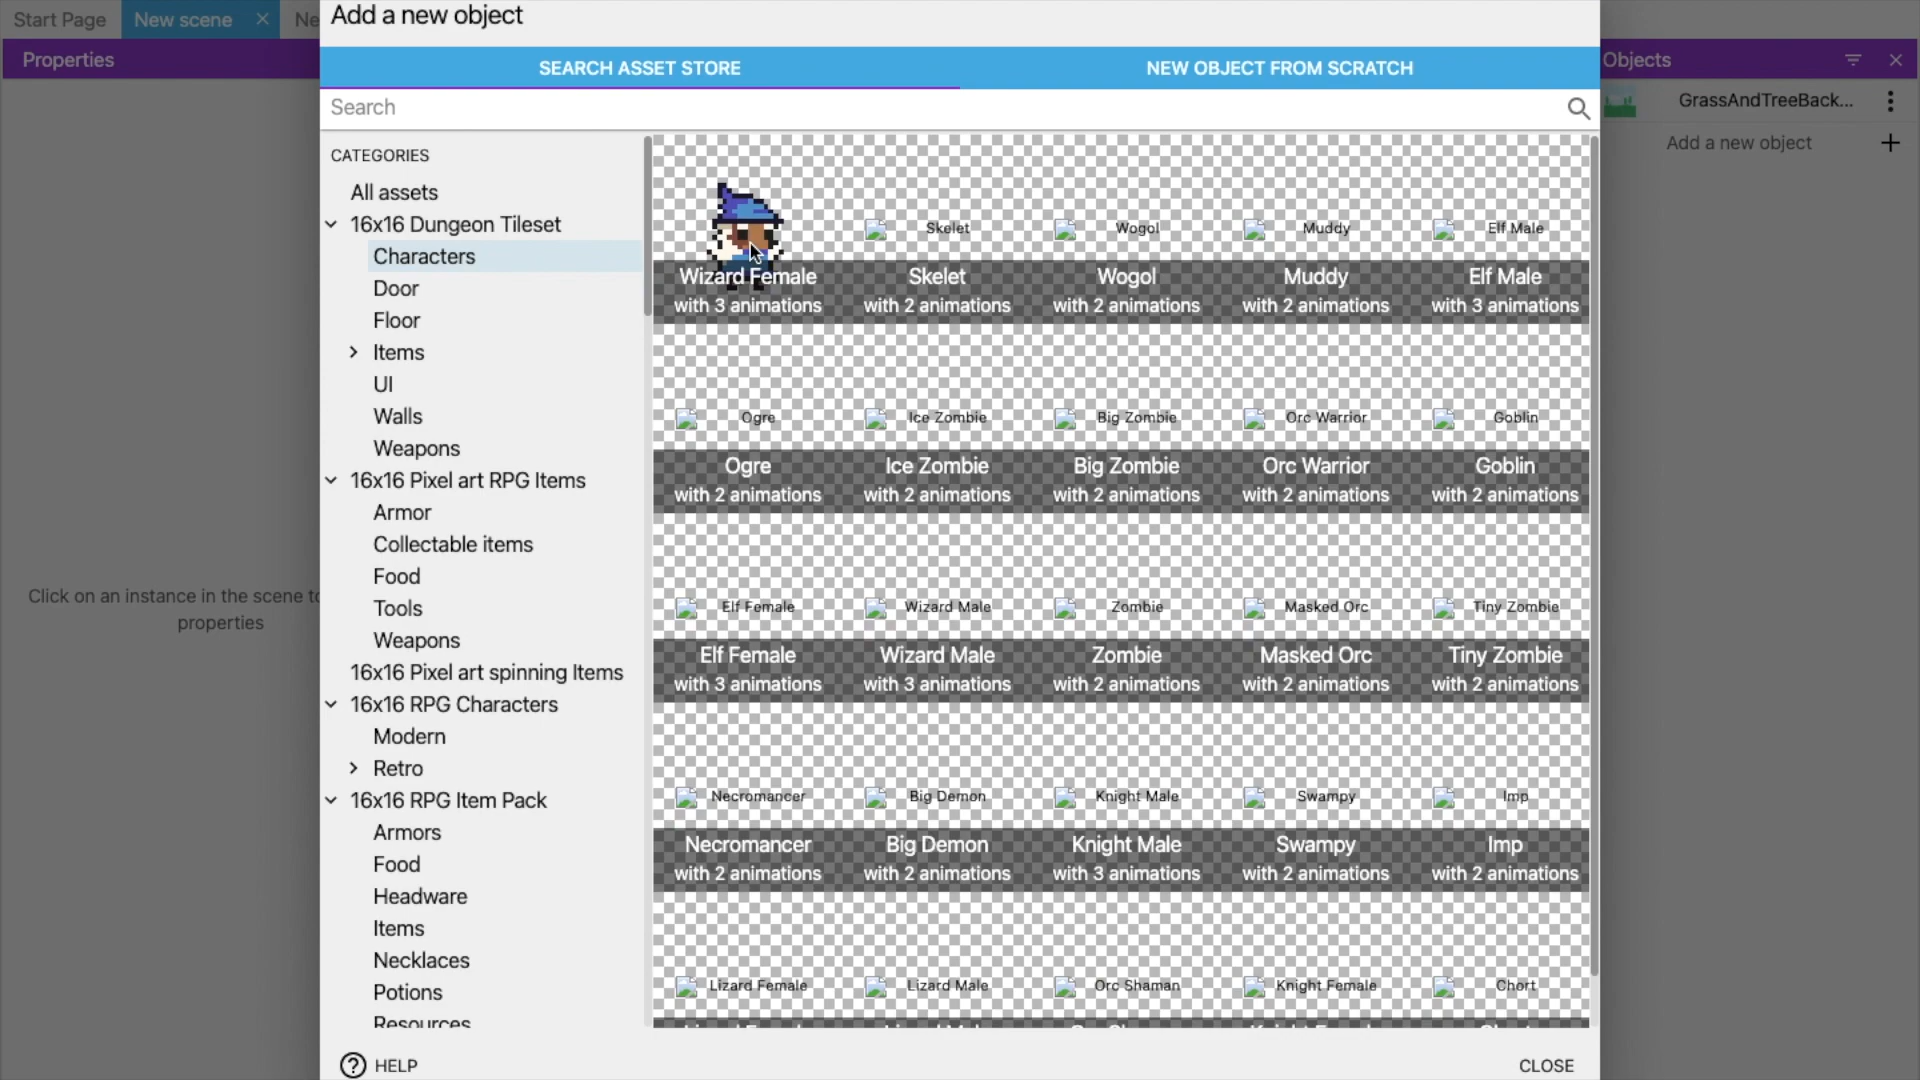 Start Page
New scene
Ne
Add a new object
Properties
SEARCH ASSET STORE
NEW OBJECT FROM SCRATCH
Objects
Search
GrassAndTreeBack...
Add a new object
CATEGORIES
All assets
16x16 Dungeon Tileset
Characters
Door
Floor
Items
UI
Walls
Weapons
16x16 Pixel art RPG Items
Armor
Collectable items
Food
Tools
Weapons
16x16 Pixel art spinning Items
16x16 RPG Characters
Modern
Retro
16x16 RPG Item Pack
Armors
Food
Headware
Items
Necklaces
Potions
Resources
Click on an instance in the scene to
properties
Skelet
Wogol
Muddy
Elf Male
Wizard Female
with 3 animations
Skelet
with 2 animations
Wogol
with 2 animations
Muddy
with 2 animations
Elf Male
with 3 animations
Ogre
Ice Zombie
Big Zombie
Orc Warrior
Goblin
Ogre
with 2 animations
Ice Zombie
with 2 animations
Big Zombie
with 2 animations
Orc Warrior
with 2 animations
Goblin
with 2 animations
Elf Female
Wizard Male
Zombie
Masked Orc
Tiny Zombie
Elf Female
with 3 animations
Wizard Male
with 3 animations
Zombie
with 2 animations
Masked Orc
with 2 animations
Tiny Zombie
with 2 animations
Necromancer
Big Demon
Knight Male
Swampy
Imp
Necromancer
with 2 animations
Big Demon
with 2 animations
Knight Male
with 3 animations
Swampy
with 2 animations
Imp
with 2 animations
Lizard Female
Lizard Male
Orc Shaman
Knight Female
Chort
HELP
CLOSE